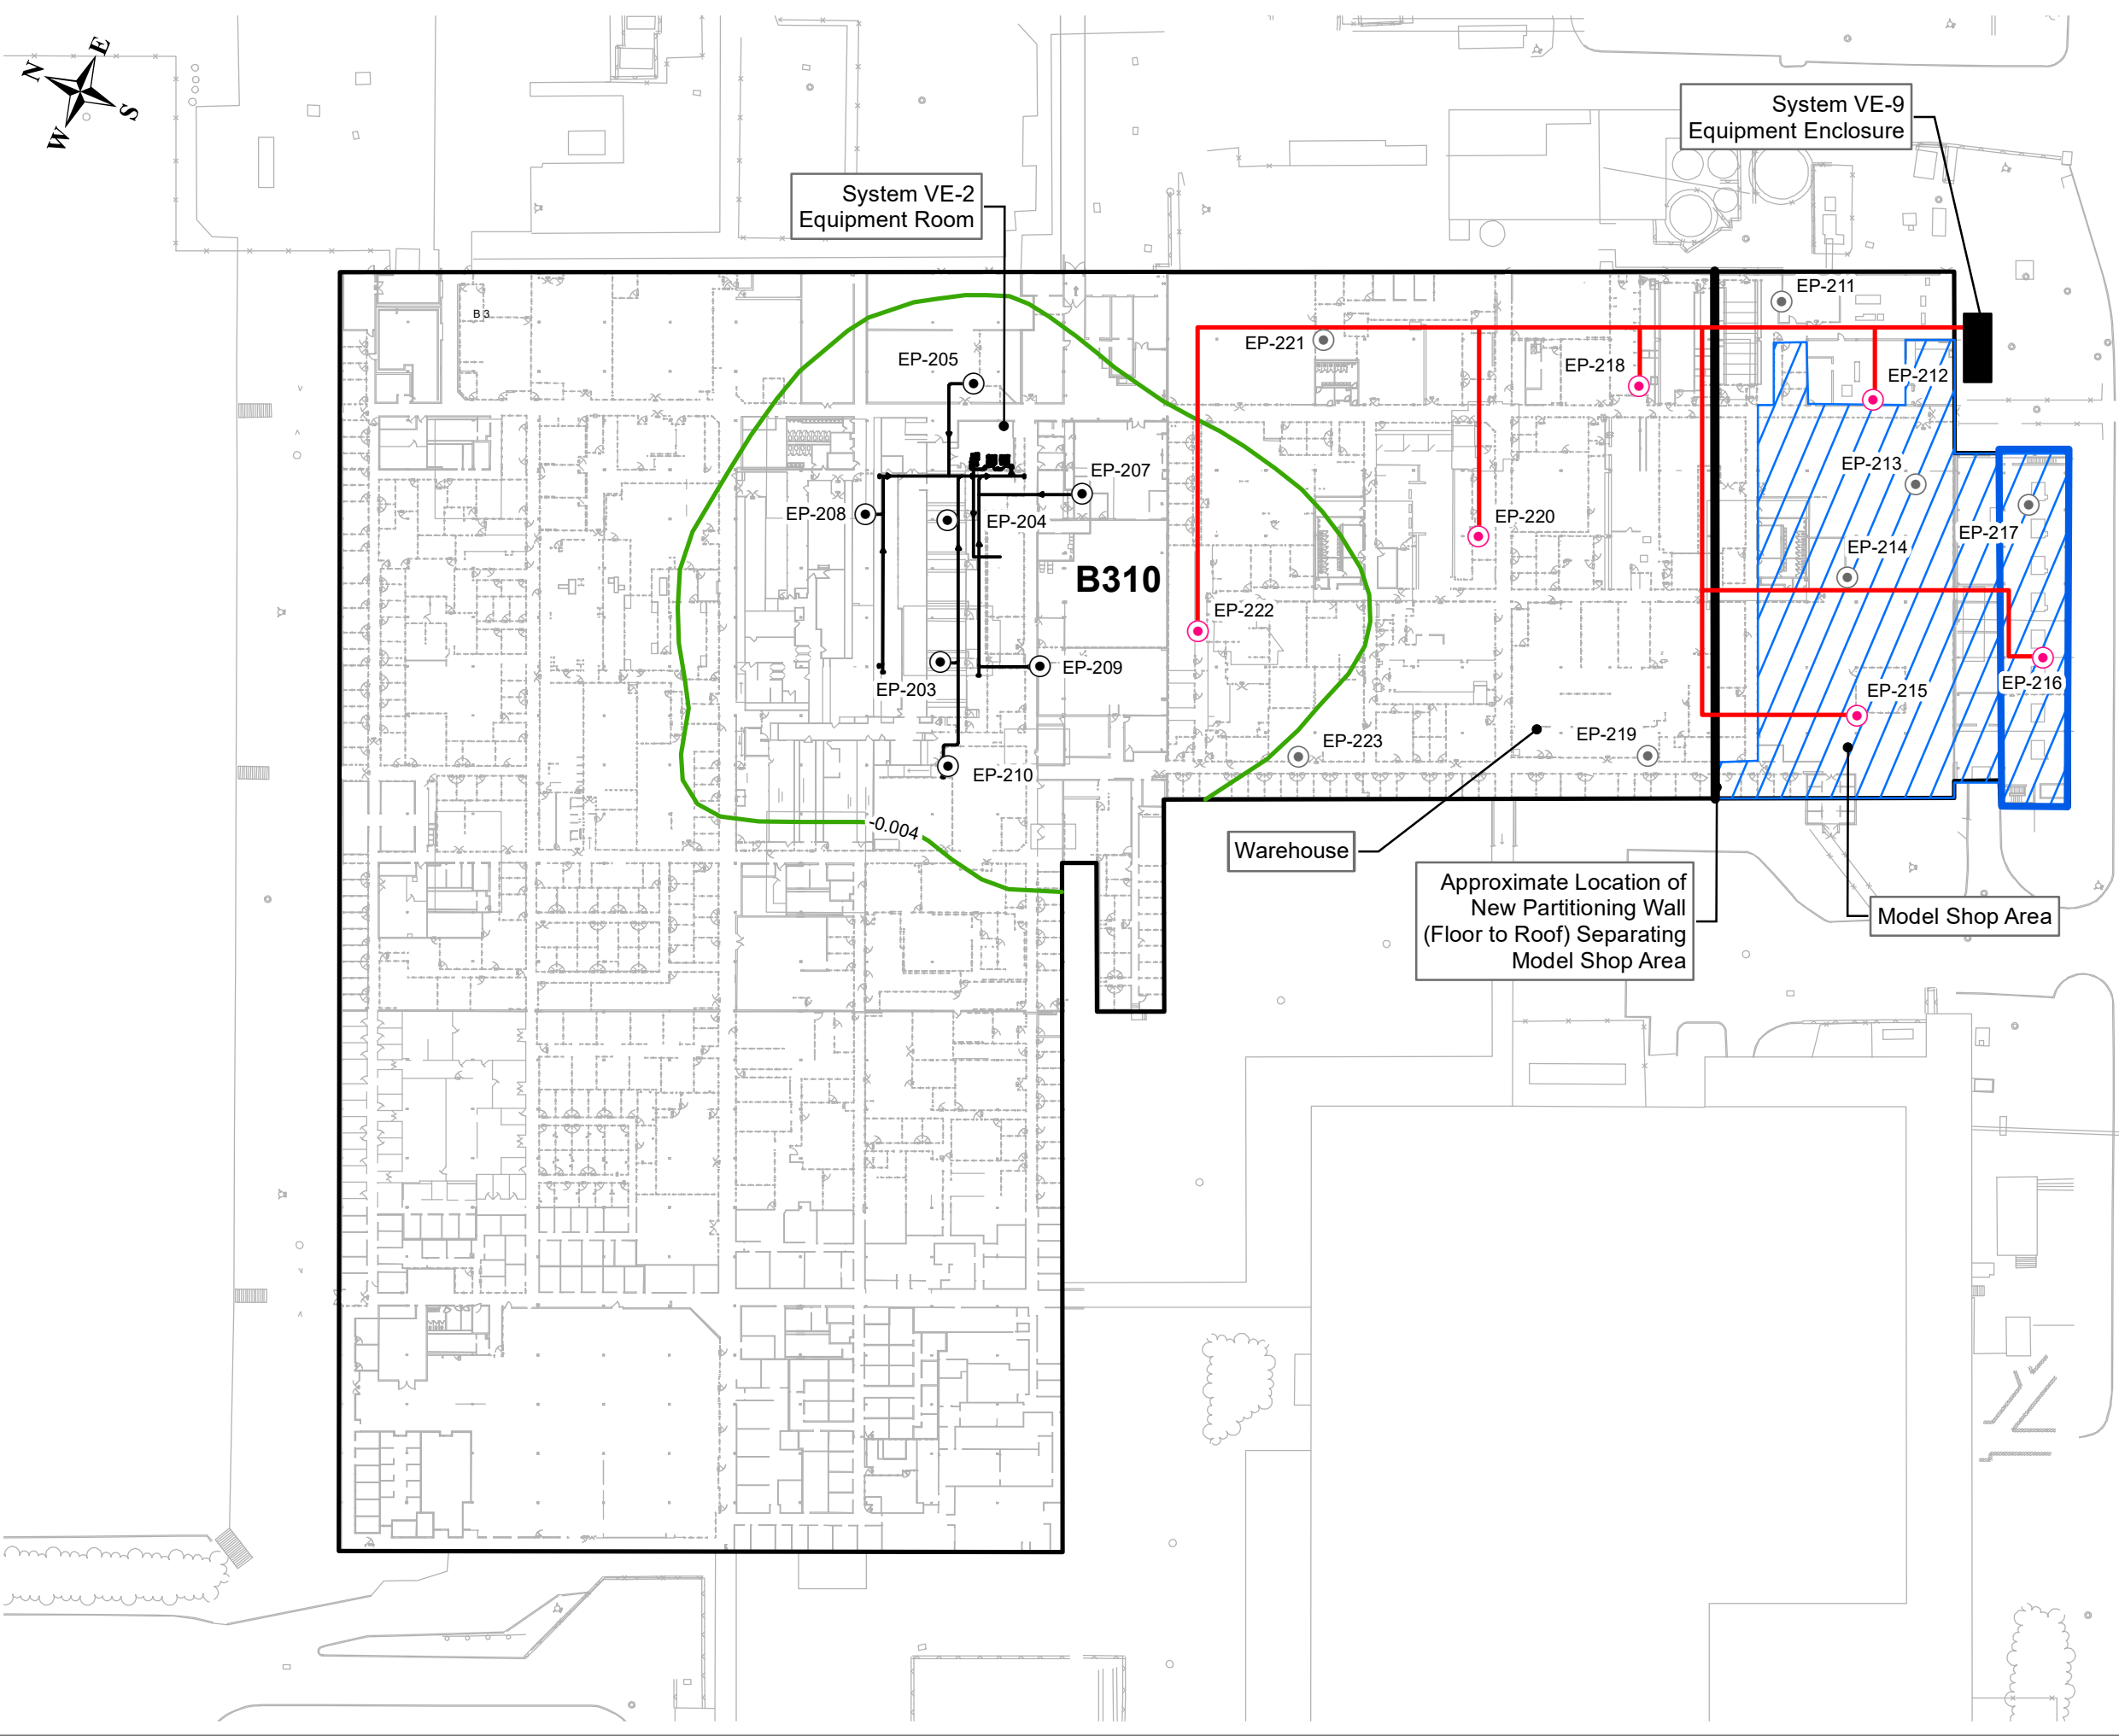 N
E
S
W
System VE-9
Equipment Enclosure
System VE-2
Equipment Room
EP-211
B 3
EP-221
EP-205
EP-218
EP-212
EP-207
EP-213
EP-208
EP-204
EP-220
EP-217
EP-214
B310
EP-222
EP-209
EP-203
EP-216
EP-215
EP-223
EP-219
EP-210
-0.004
Warehouse
Approximate Location of
New Partitioning Wall
(Floor to Roof) Separating
Model Shop Area
Model Shop Area